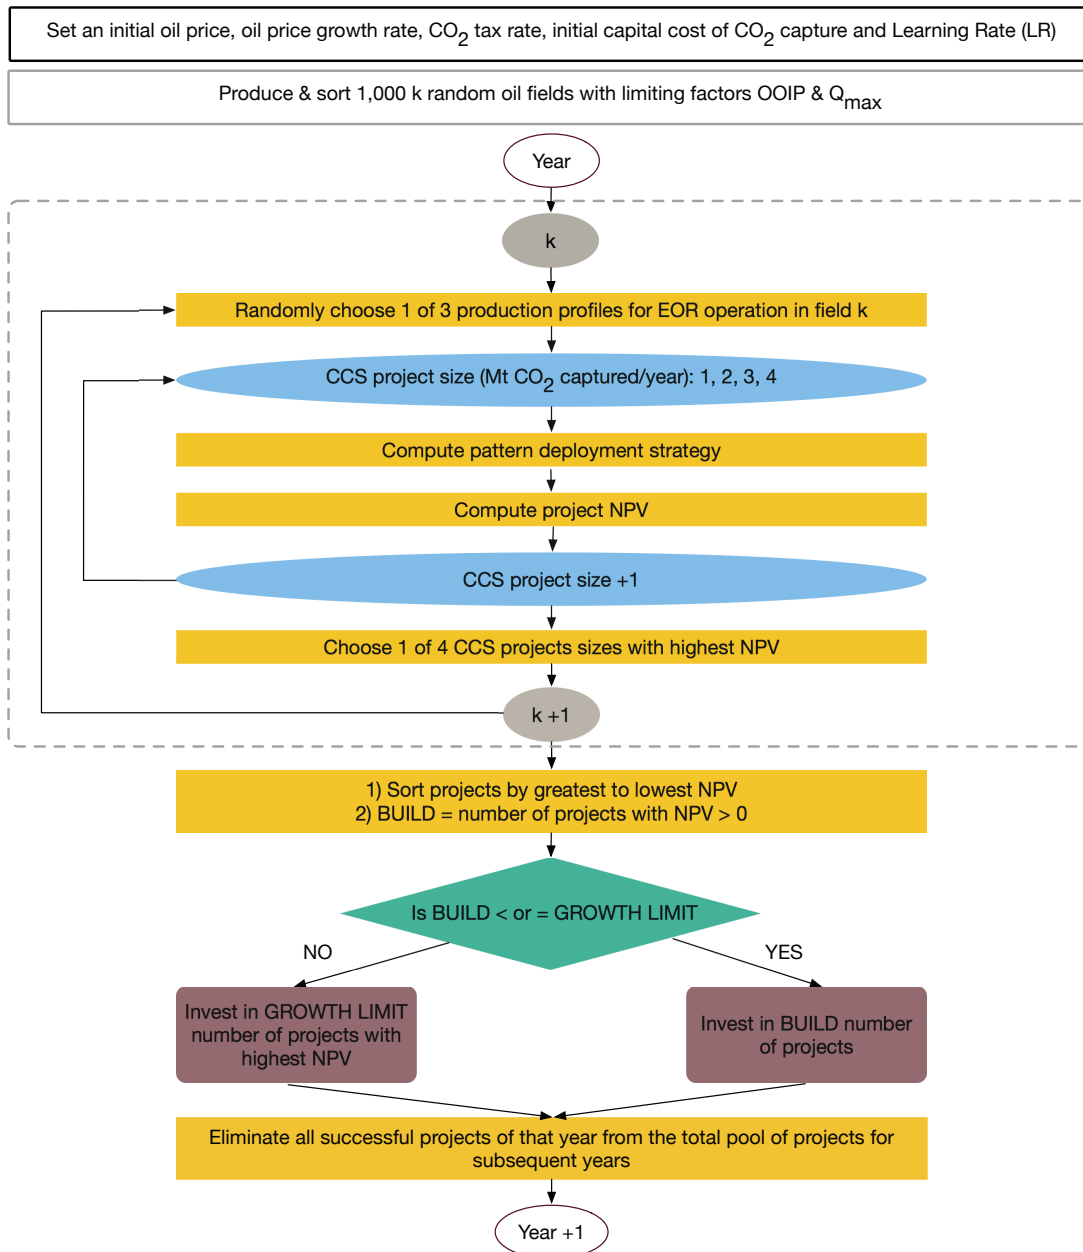 Set an initial oil price, oil price growth rate, CO2 tax rate, initial capital cost of CO2 capture and Learning Rate (LR)
Produce & sort 1,000 k random oil fields with limiting factors OOIP & Qmax
Year
k
Randomly choose 1 of 3 production profiles for EOR operation in field k
CCS project size (Mt CO2 captured/year): 1, 2, 3, 4
Compute pattern deployment strategy
Compute project NPV
CCS project size +1
Choose 1 of 4 CCS projects sizes with highest NPV
k +1
1) Sort projects by greatest to lowest NPV
2) BUILD = number of projects with NPV > 0
Is BUILD < or = GROWTH LIMIT
NO
YES
Invest in GROWTH LIMIT
number of projects with
highest NPV
Invest in BUILD number
of projects
Eliminate all successful projects of that year from the total pool of projects for
subsequent years
Year +1